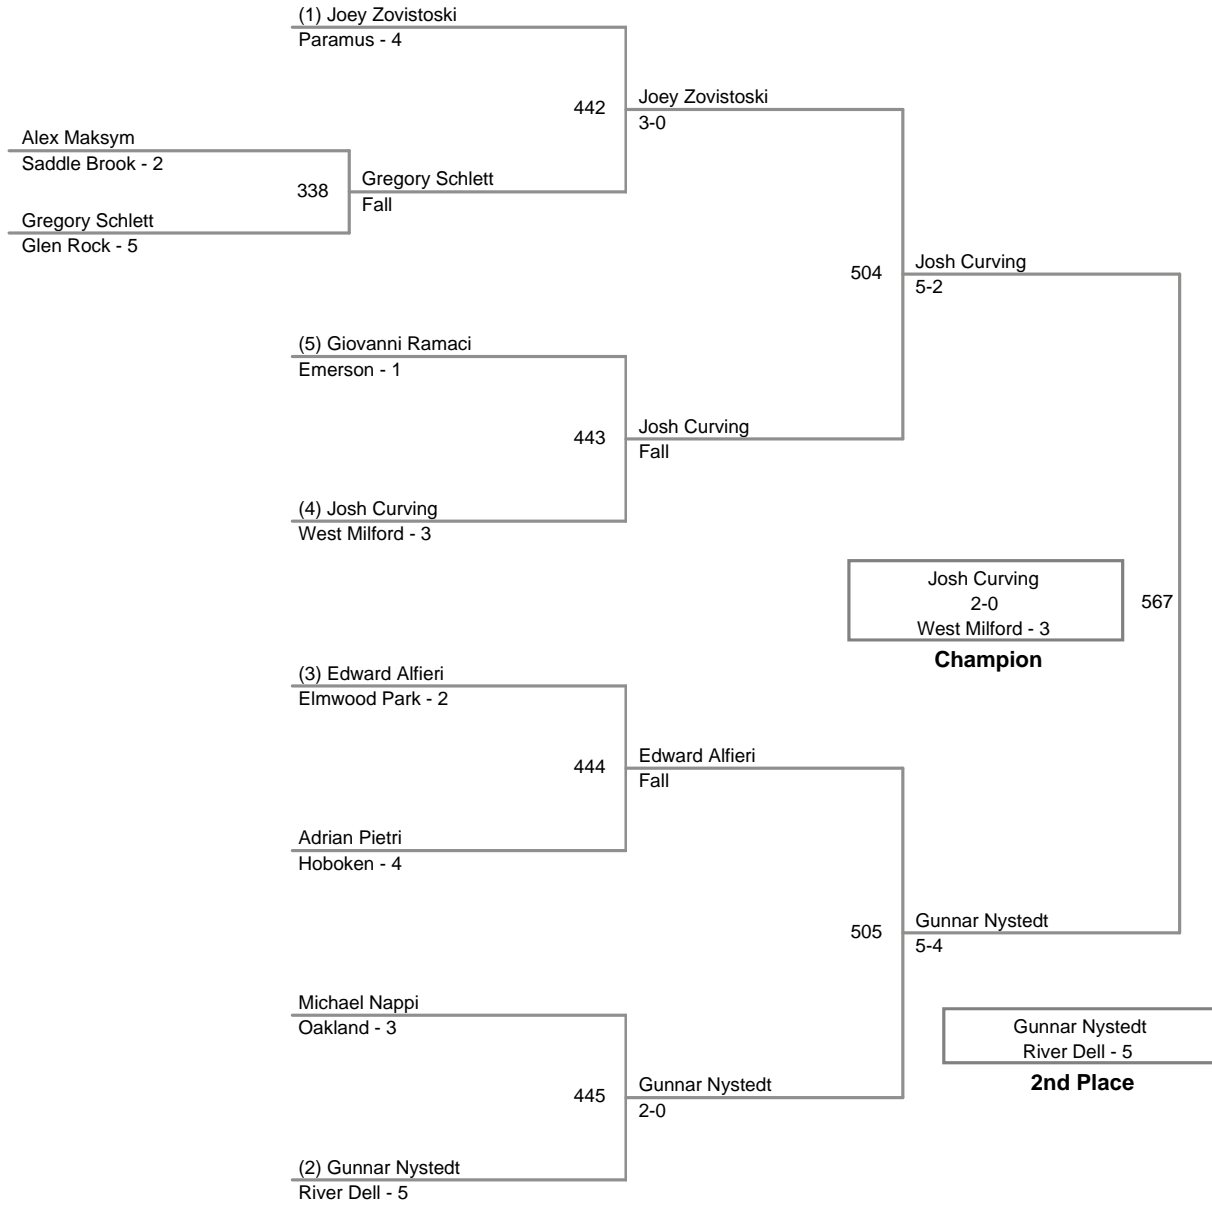 (1) Joey Zovistoski
Paramus - 4
442
Joey Zovistoski
3-0
Alex Maksym
Saddle Brook - 2
338
Gregory Schlett
Fall
Gregory Schlett
Glen Rock - 5
504
Josh Curving
5-2
(5) Giovanni Ramaci
Emerson - 1
443
Josh Curving
Fall
(4) Josh Curving
West Milford - 3
Josh Curving
2-0
West Milford - 3
Champion
567
(3) Edward Alfieri
Elmwood Park - 2
444
Edward Alfieri
Fall
Adrian Pietri
Hoboken - 4
505
Gunnar Nystedt
5-4
Michael Nappi
Oakland - 3
Gunnar Nystedt
River Dell - 5
2nd Place
445
Gunnar Nystedt
2-0
(2) Gunnar Nystedt
River Dell - 5